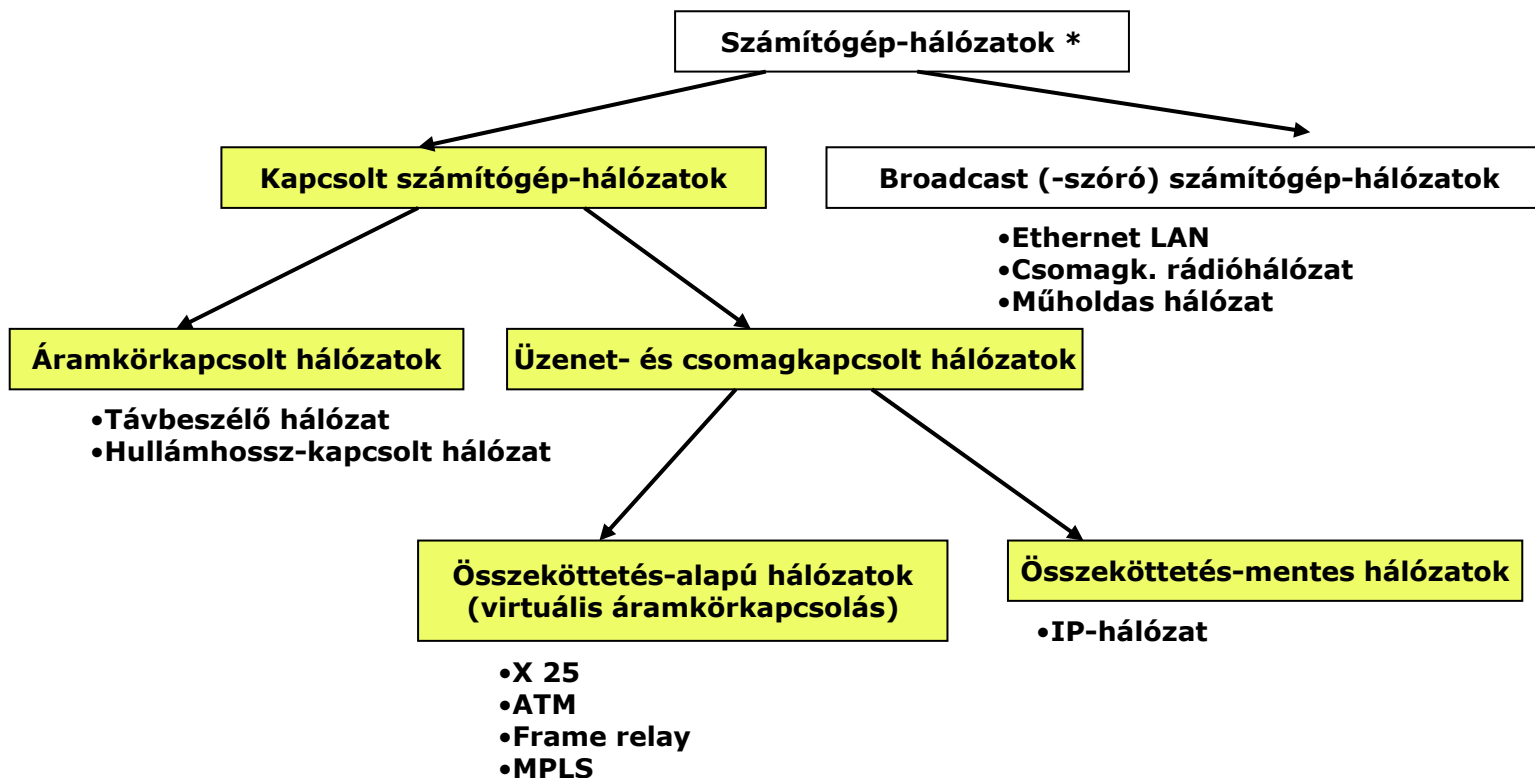 Számítógép-hálózatok *
Kapcsolt számítógép-hálózatok
Broadcast (-szóró) számítógép-hálózatok
•Ethernet LAN
•Csomagk. rádióhálózat
•Műholdas hálózat
Áramkörkapcsolt hálózatok
Üzenet- és csomagkapcsolt hálózatok
•Távbeszélő hálózat
•Hullámhossz-kapcsolt hálózat
Összeköttetés-alapú hálózatok
(virtuális áramkörkapcsolás)
Összeköttetés-mentes hálózatok
•IP-hálózat
•X 25
•ATM
•Frame relay
•MPLS